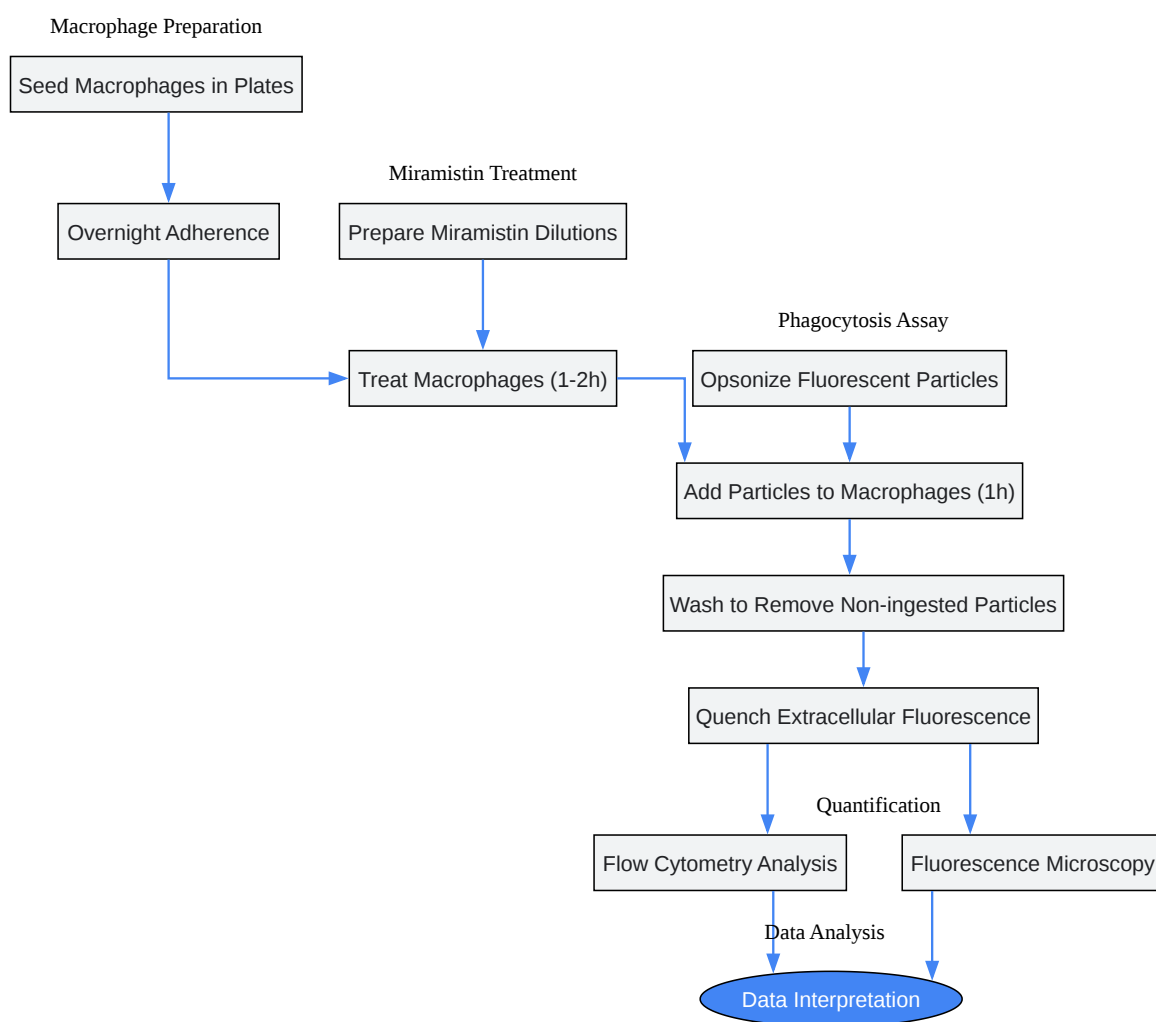 Macrophage Preparation
Seed Macrophages in Plates
Miramistin Treatment
Overnight Adherence
Prepare Miramistin Dilutions
Phagocytosis Assay
Treat Macrophages (1-2h)
Opsonize Fluorescent Particles
Add Particles to Macrophages (1h)
Wash to Remove Non-ingested Particles
Quench Extracellular Fluorescence
Quantification
Flow Cytometry Analysis
Fluorescence Microscopy
Data Analysis
Data Interpretation